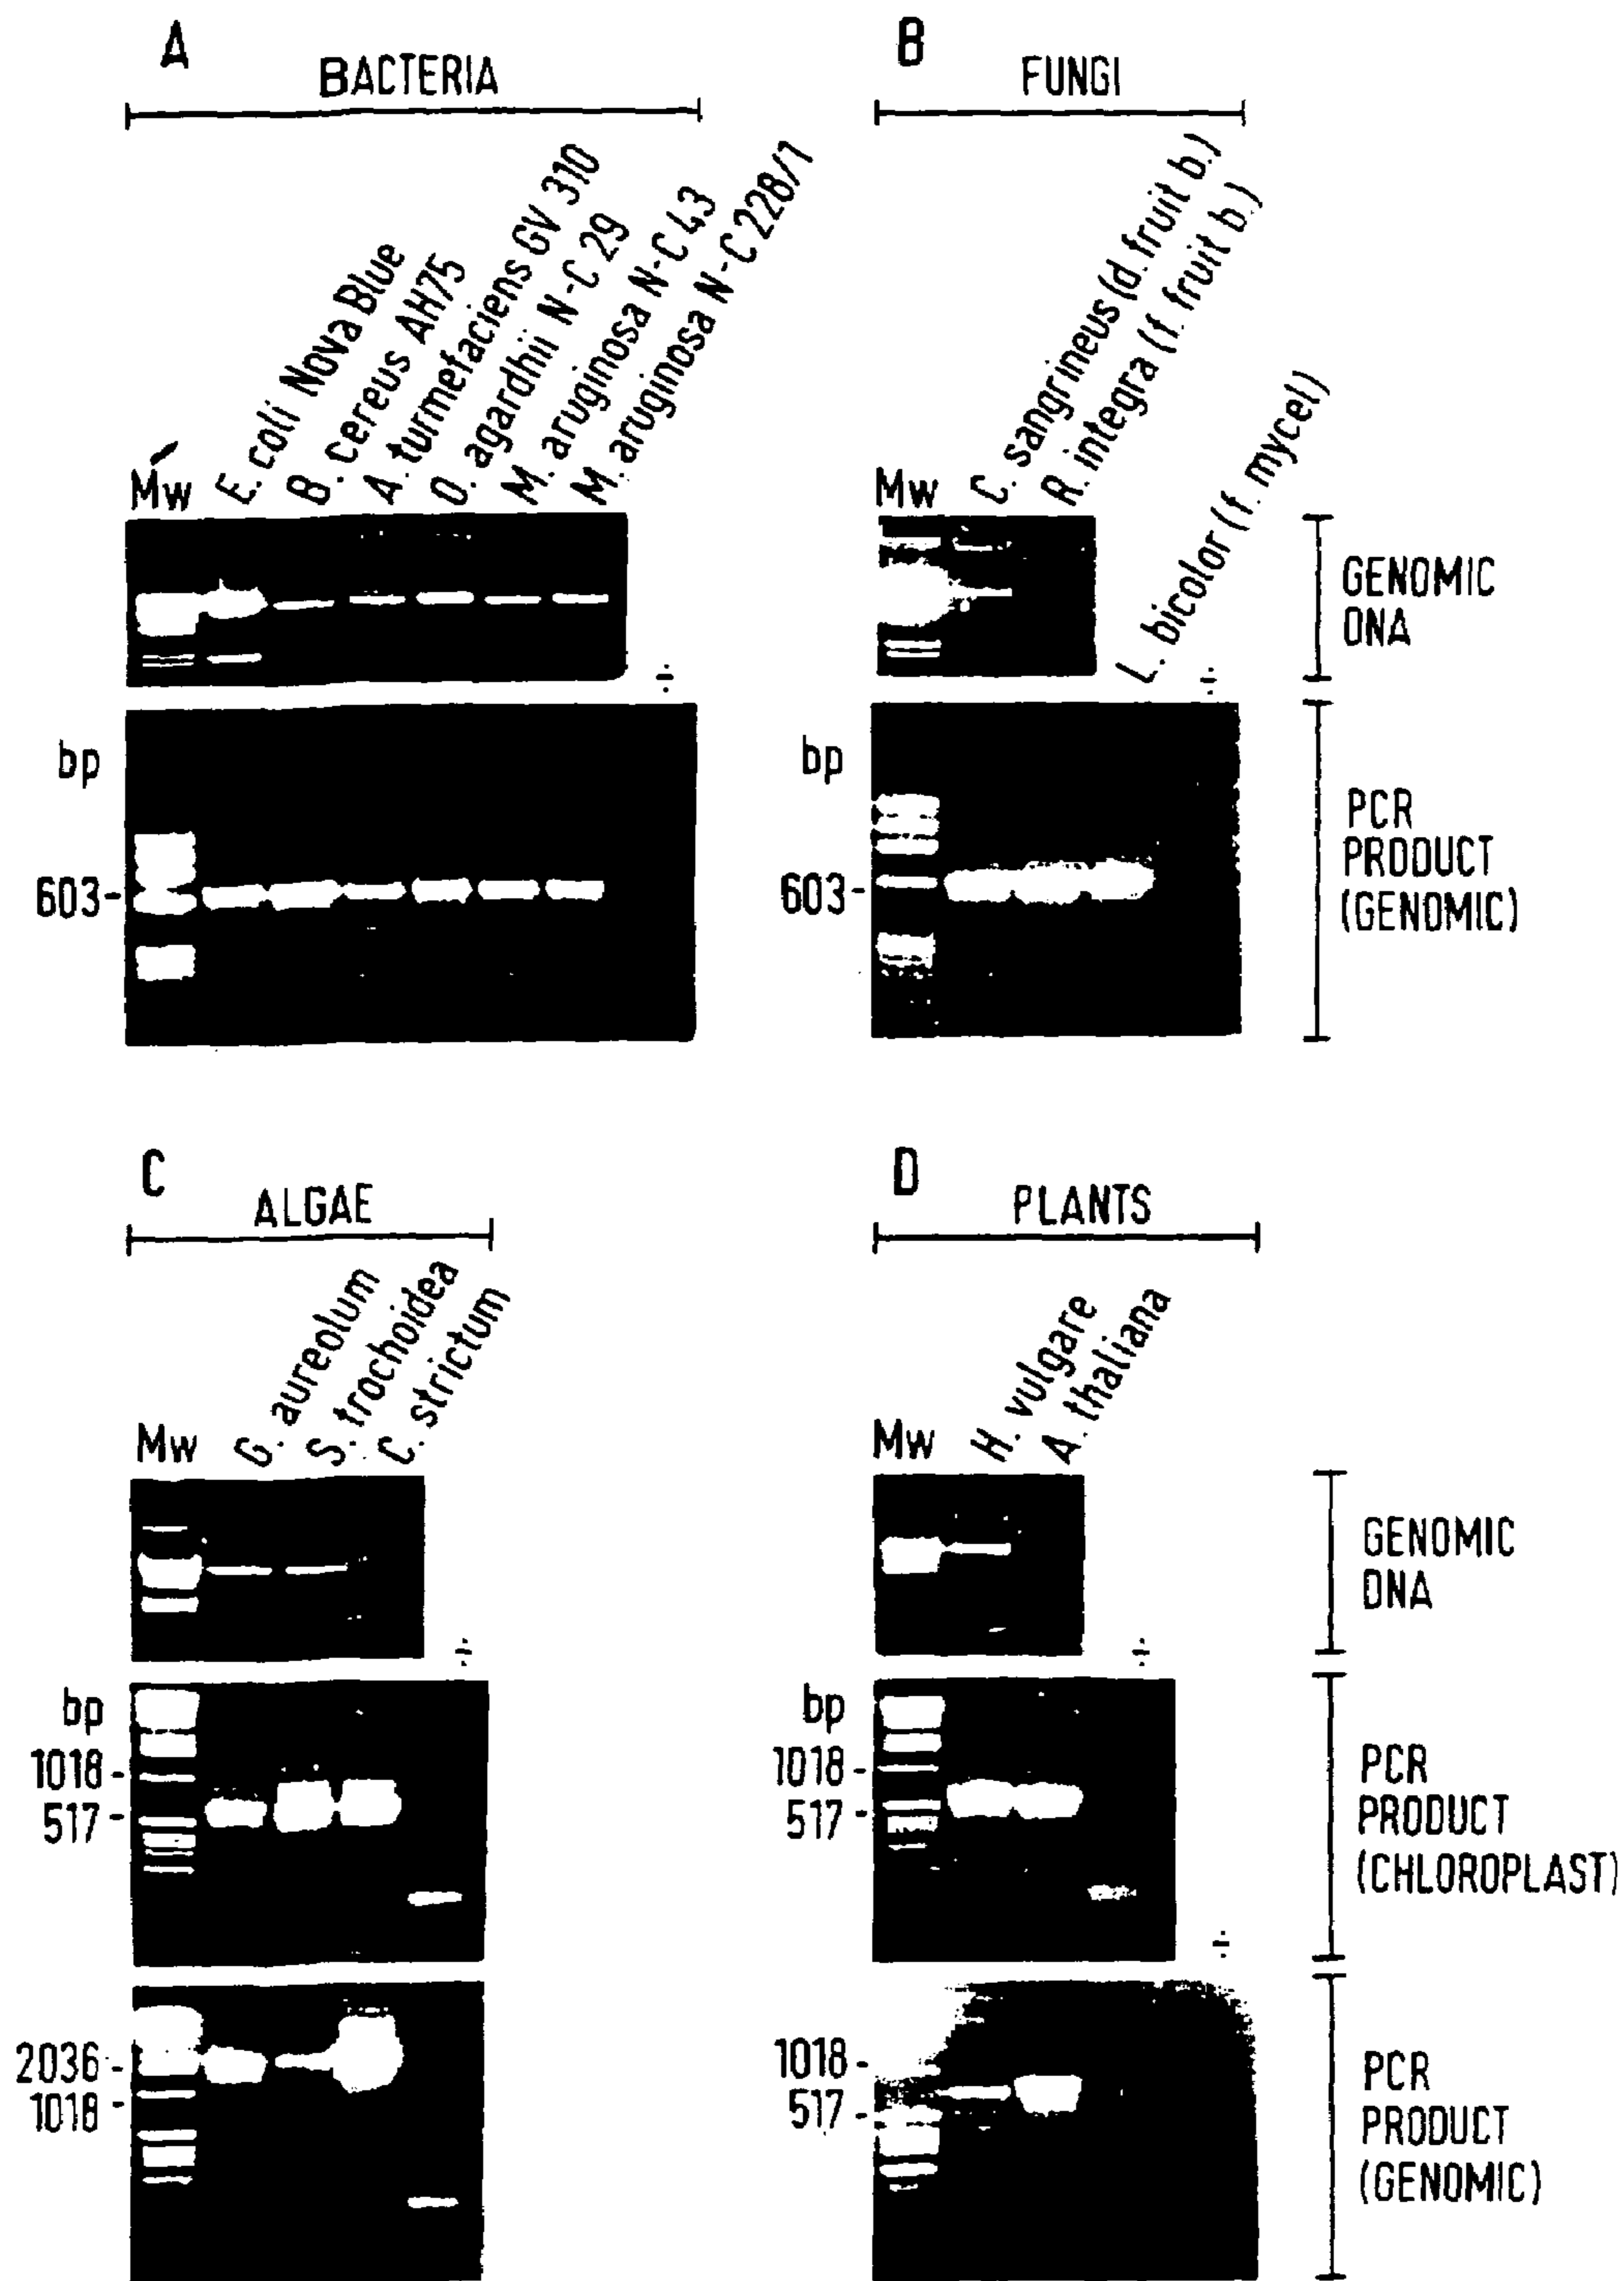 A
BACTERIA
Mw
E. coli Nova Blue
B. cereus AH75
A. turmefaciens GV 310
O. agardhii N-C 29
M. aruginosa N-C 43
M. aruginosa N-C 228/1
÷
bp
603-
B
FUNGI
Mw
C. sangrineus (d. fruit b.)
R. integra (f. fruit b.)
L. bicolor (f. mycel)
÷
GENOMIC
DNA
bp
603-
PCR
PRODUCT
(GENOMIC)
C
ALGAE
Mw
G. aureolum
S. trochoidea
C. strictum
÷
bp
1018-
517-
2036-
1018-
D
PLANTS
Mw
H. vulgare
A. thaliana
÷
GENOMIC
DNA
bp
1018-
517-
PCR
PRODUCT
(CHLOROPLAST)
÷
1018-
517-
PCR
PRODUCT
(GENOMIC)